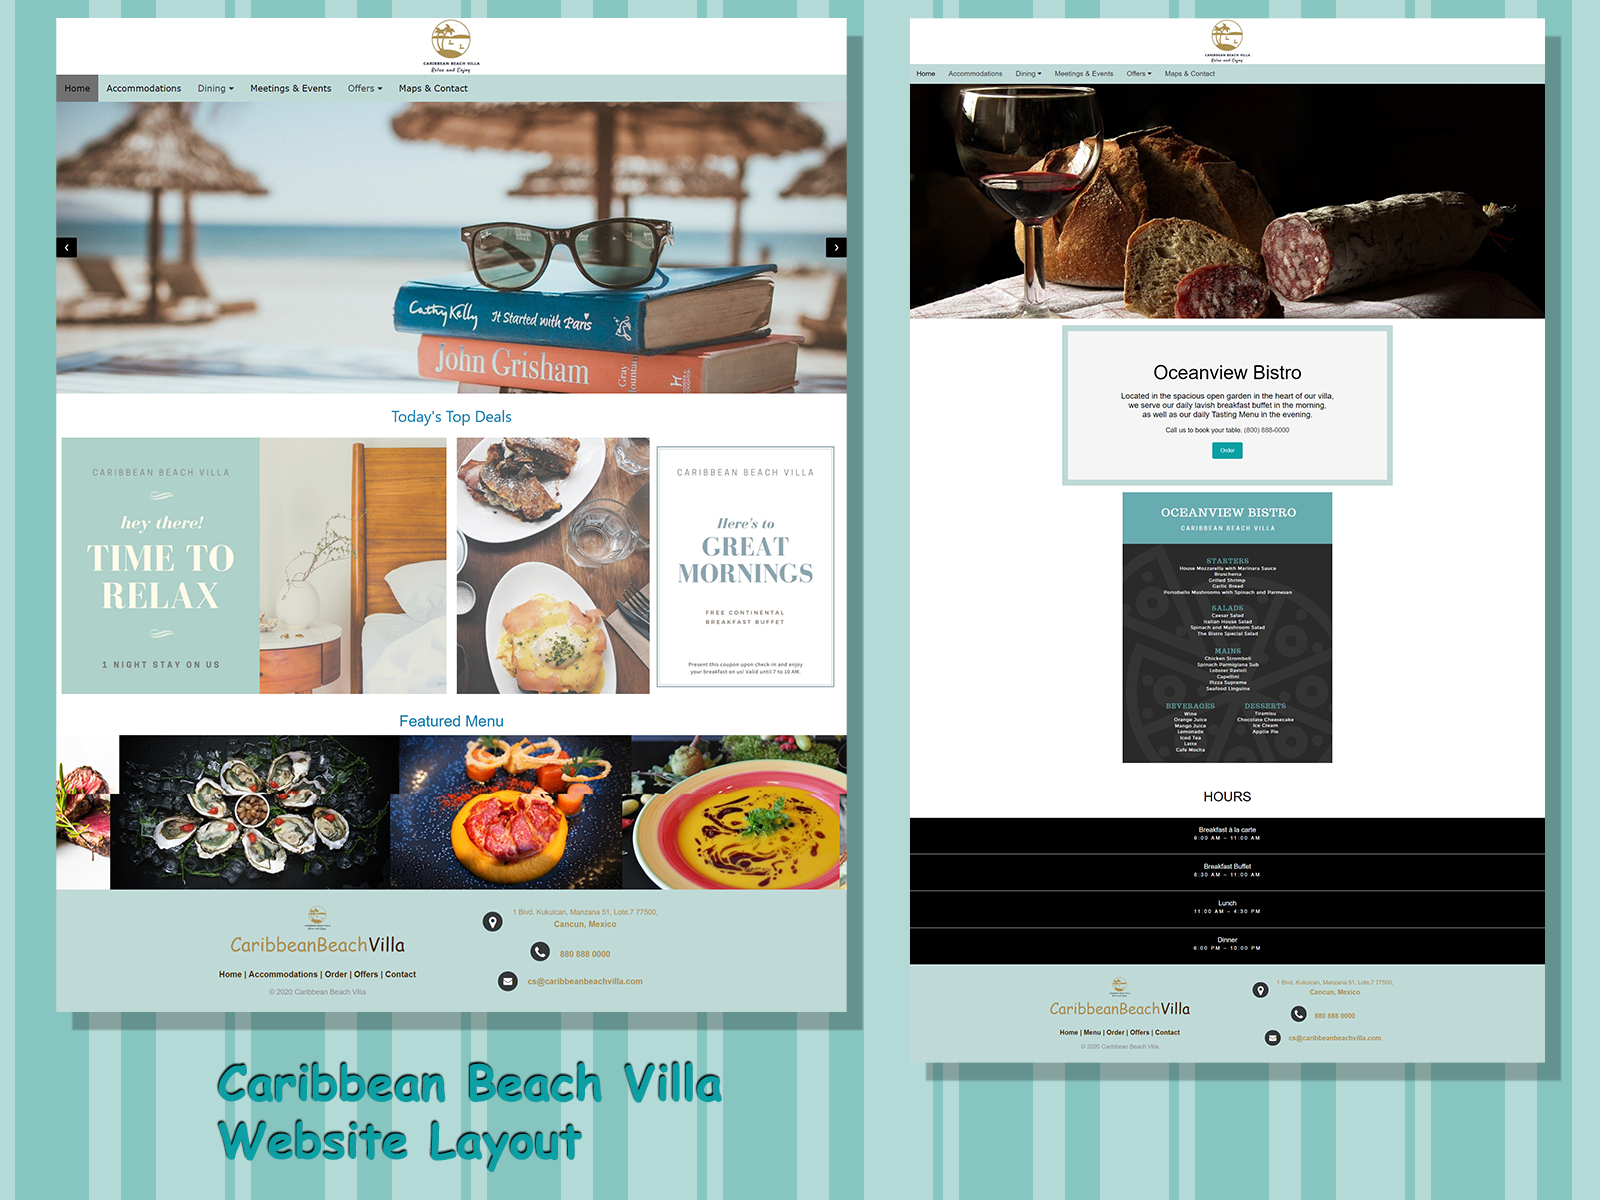 CARIBBEAN BEACH VILLA
Relax and Enjoy
Home Accommodations Dining Meetings & Events Offers Maps & Contact
Cathy Kelly It Started with Paris
John Grisham
Gray Mountain
Today's Top Deals
CARIBBEAN BEACH VILLA
hey there!
TIME TO
RELAX
1 NIGHT STAY ON US
CARIBBEAN BEACH VILLA
Here's to
GREAT
MORNINGS
FREE CONTINENTAL
BREAKFAST BUFFET
Present this coupon upon check-in and enjoy
your breakfast on us! Valid until 7 to 19 AM.
Featured Menu
CaribbeanBeachVilla
Home | Accommodations | Order | Offers | Contact
© 2020 Caribbean Beach Villa
1 Blvd. Kukulcan, Manzana 51, Lote.7 77500,
Cancun, Mexico
880 888 0000
cs@caribbeanbeachvilla.com
Caribbean Beach Villa
Website Layout
CARIBBEAN BEACH VILLA
Relax and Enjoy
Home Accommodations Dining Meetings & Events Offers Maps & Contact
Oceanview Bistro
Located in the spacious open garden in the heart of our villa,
we serve our daily lavish breakfast buffet in the morning,
as well as our daily Tasting Menu in the evening.
Call us to book your table. (800) 888-0000
Order
OCEANVIEW BISTRO
CARIBBEAN BEACH VILLA
STARTERS
House Mozzarella with Marinara Sauce
Bruschetta
Grilled Shrimp
Garlic Bread
Portobello Mushrooms with Spinach and Parmesan
SALADS
Caesar Salad
Italian House Salad
Spinach and Mushroom Salad
The Bistro Special Salad
MAINS
Chicken Stromboli
Spinach Parmigiana Sub
Lobster Ravioli
Capellini
Pizza Supreme
Seafood Linguine
BEVERAGES
Wine
Orange Juice
Mango Juice
Lemonade
Iced Tea
Latte
Cafe Mocha
DESSERTS
Tiramisu
Chocolate Cheesecake
Ice Cream
Apple Pie
HOURS
Breakfast à la carte
6:00 AM – 11:00 AM
Breakfast Buffet
6:30 AM – 11:00 AM
Lunch
11:00 AM – 4:30 PM
Dinner
6:00 PM – 10:00 PM
CaribbeanBeachVilla
Home | Menu | Order | Offers | Contact
© 2020 Caribbean Beach Villa
1 Blvd. Kukulcan, Manzana 51, Lote.7 77500,
Cancun, Mexico
880 888 0000
cs@caribbeanbeachvilla.com